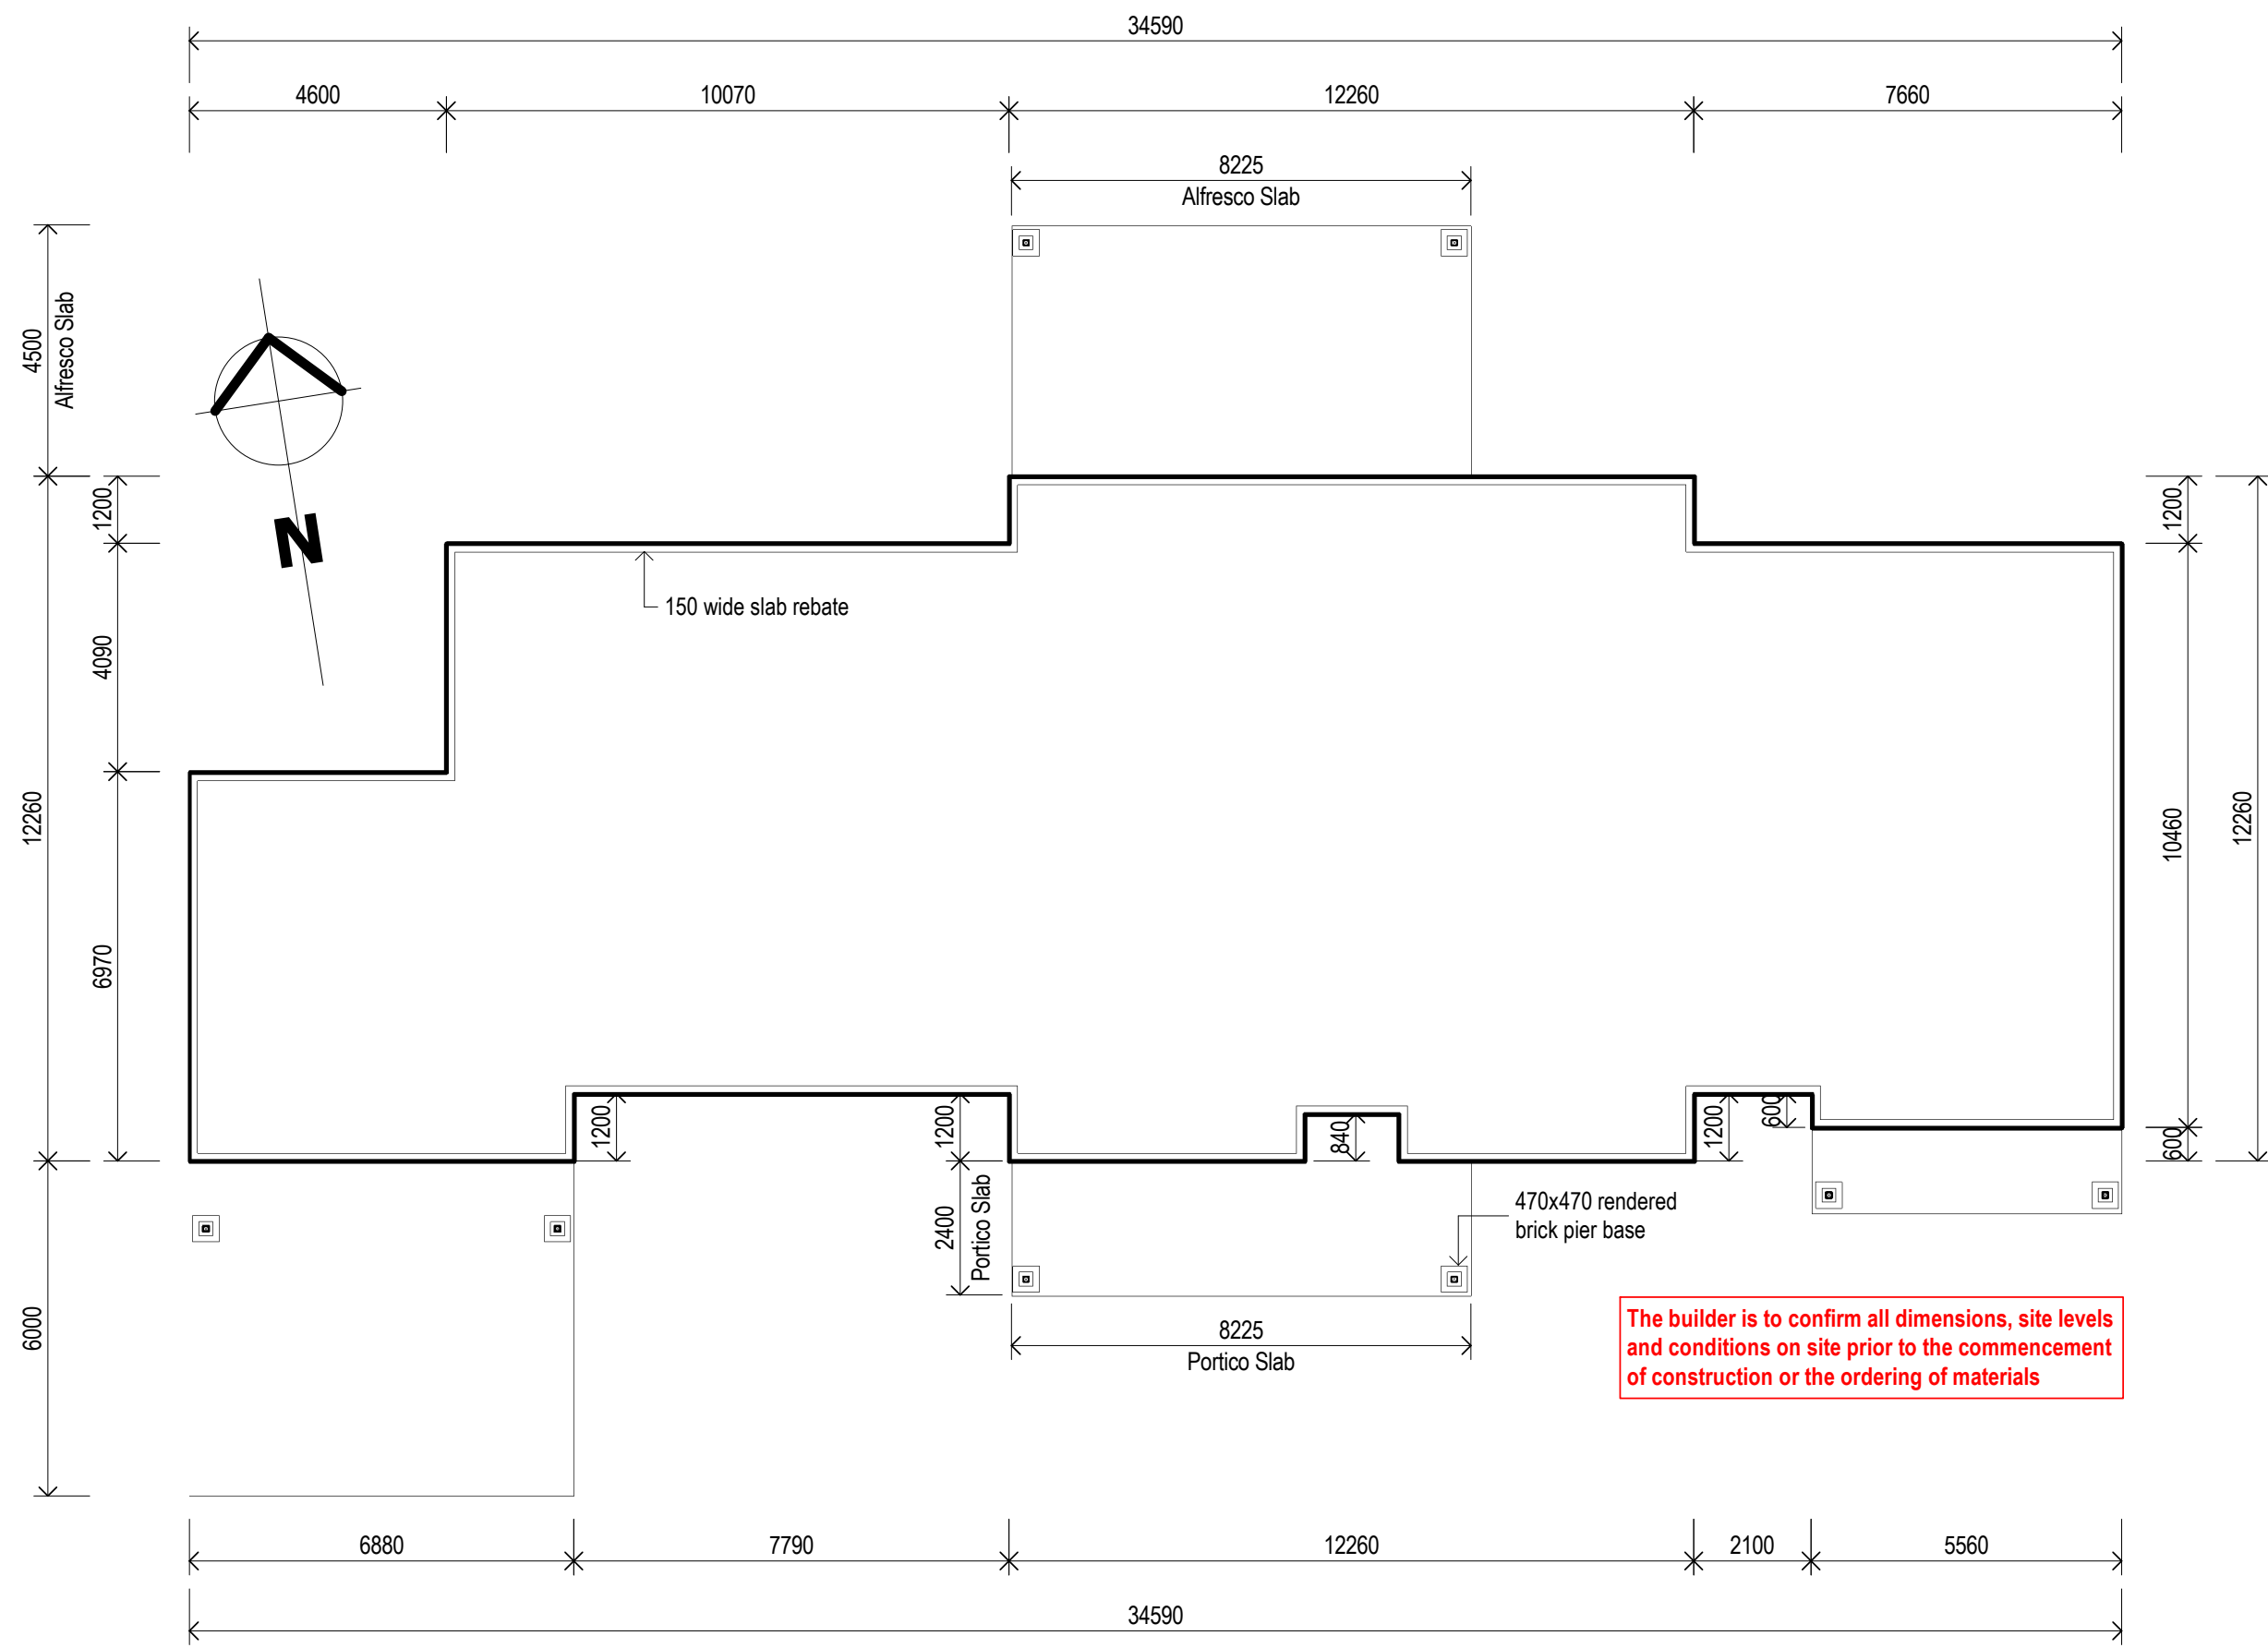 34590
4600
10070
12260
7660
8225
Alfresco Slab
4500
Alfresco Slab
N
1200
1200
150 wide slab rebate
4090
12260
10460
12260
6970
1200
1200
840
1200
600
600
2400
Portico Slab
470x470 rendered
brick pier base
6000
8225
Portico Slab
The builder is to confirm all dimensions, site levels
and conditions on site prior to the commencement
of construction or the ordering of materials
6880
7790
12260
2100
5560
34590